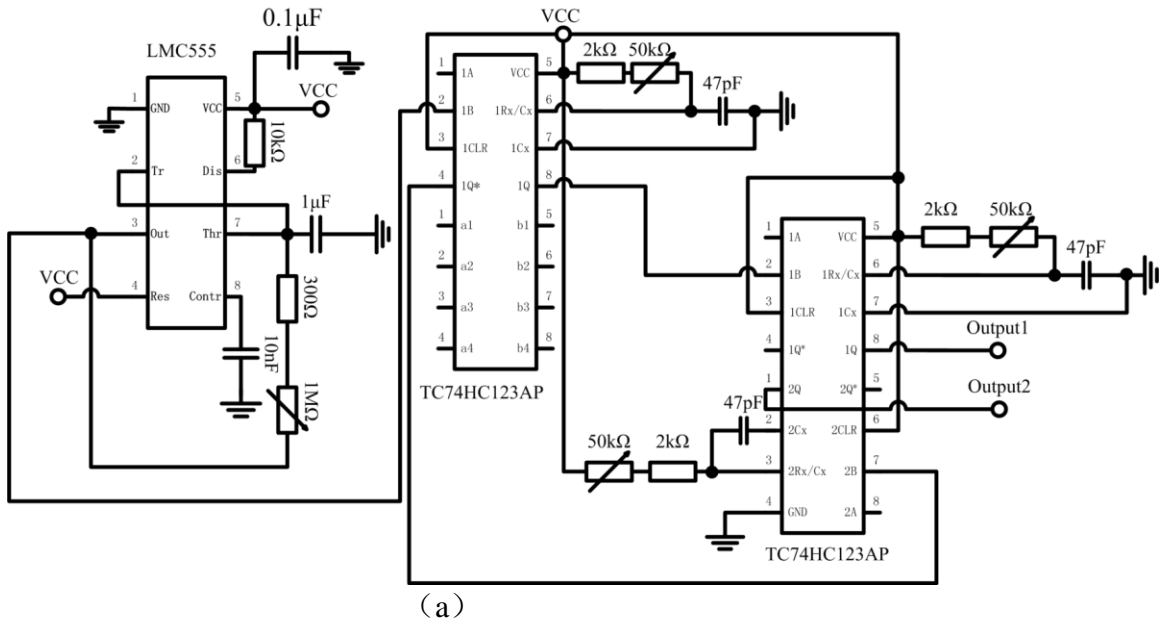 0.1μF
LMC555
VCC
1 GND VCC 5
10kΩ
2 Tr Dis 6
1μF
3 Out Thr 7
VCC
4 Res Contr 8
300Ω
10nF
1MΩ
VCC
2kΩ 50kΩ
47pF
1 1A VCC 5
2 1B 1Rx/Cx 6
3 1CLR 1Cx 7
4 1Q* 1Q 8
1 a1 b1 5
2 a2 b2 6
3 a3 b3 7
4 a4 b4 8
TC74HC123AP
2kΩ 50kΩ
47pF
1 1A VCC 5
2 1B 1Rx/Cx 6
3 1CLR 1Cx 7
4 1Q* 1Q 8
Output1
1 2Q 2Q* 5
Output2
47pF
2 2Cx 2CLR 6
50kΩ 2kΩ
3 2Rx/Cx 2B 7
4 GND 2A 8
TC74HC123AP
(a)